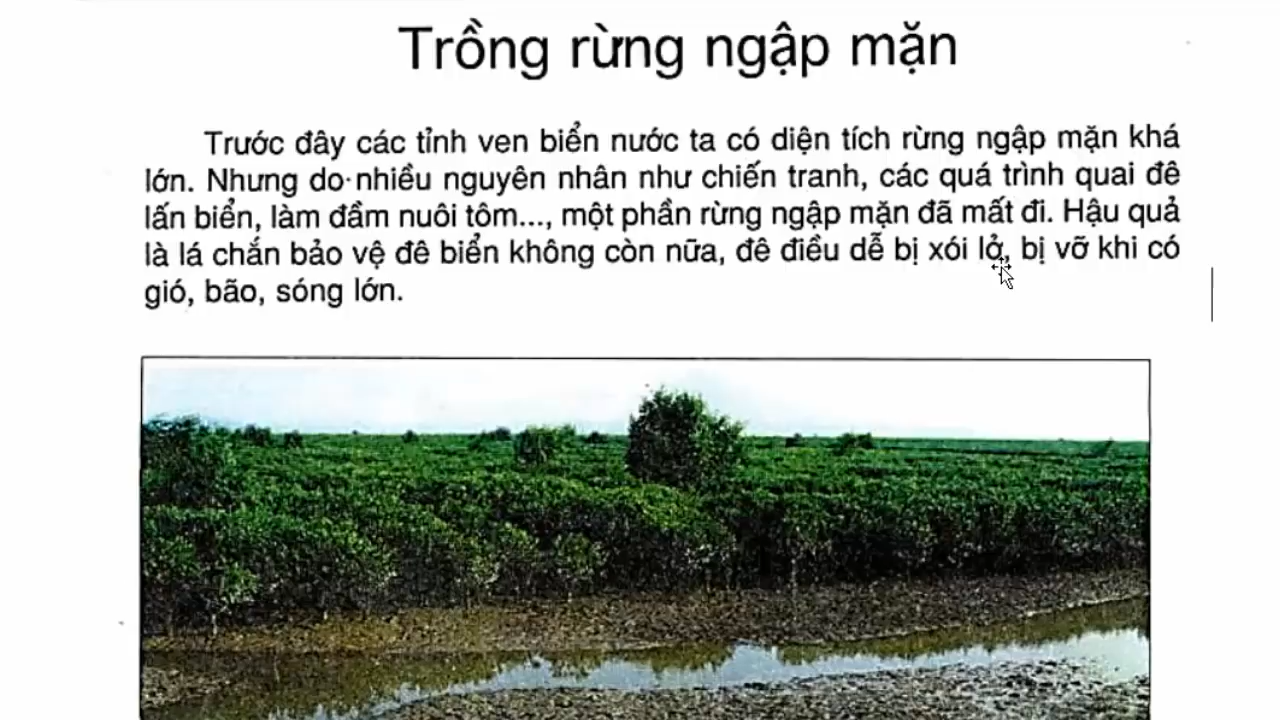 Trồng rừng ngập mặn
Trước đây các tỉnh ven biển nước ta có diện tích rừng ngập mặn khá
lớn. Nhưng do nhiều nguyên nhân như chiến tranh, các quá trình quai đê
lấn biển, làm đầm nuôi tôm..., một phần rừng ngập mặn đã mất đi. Hậu quả
là lá chắn bảo vệ đê biển không còn nữa, đê điều dễ bị xói lở, bị vỡ khi có
gió, bão, sóng lớn.